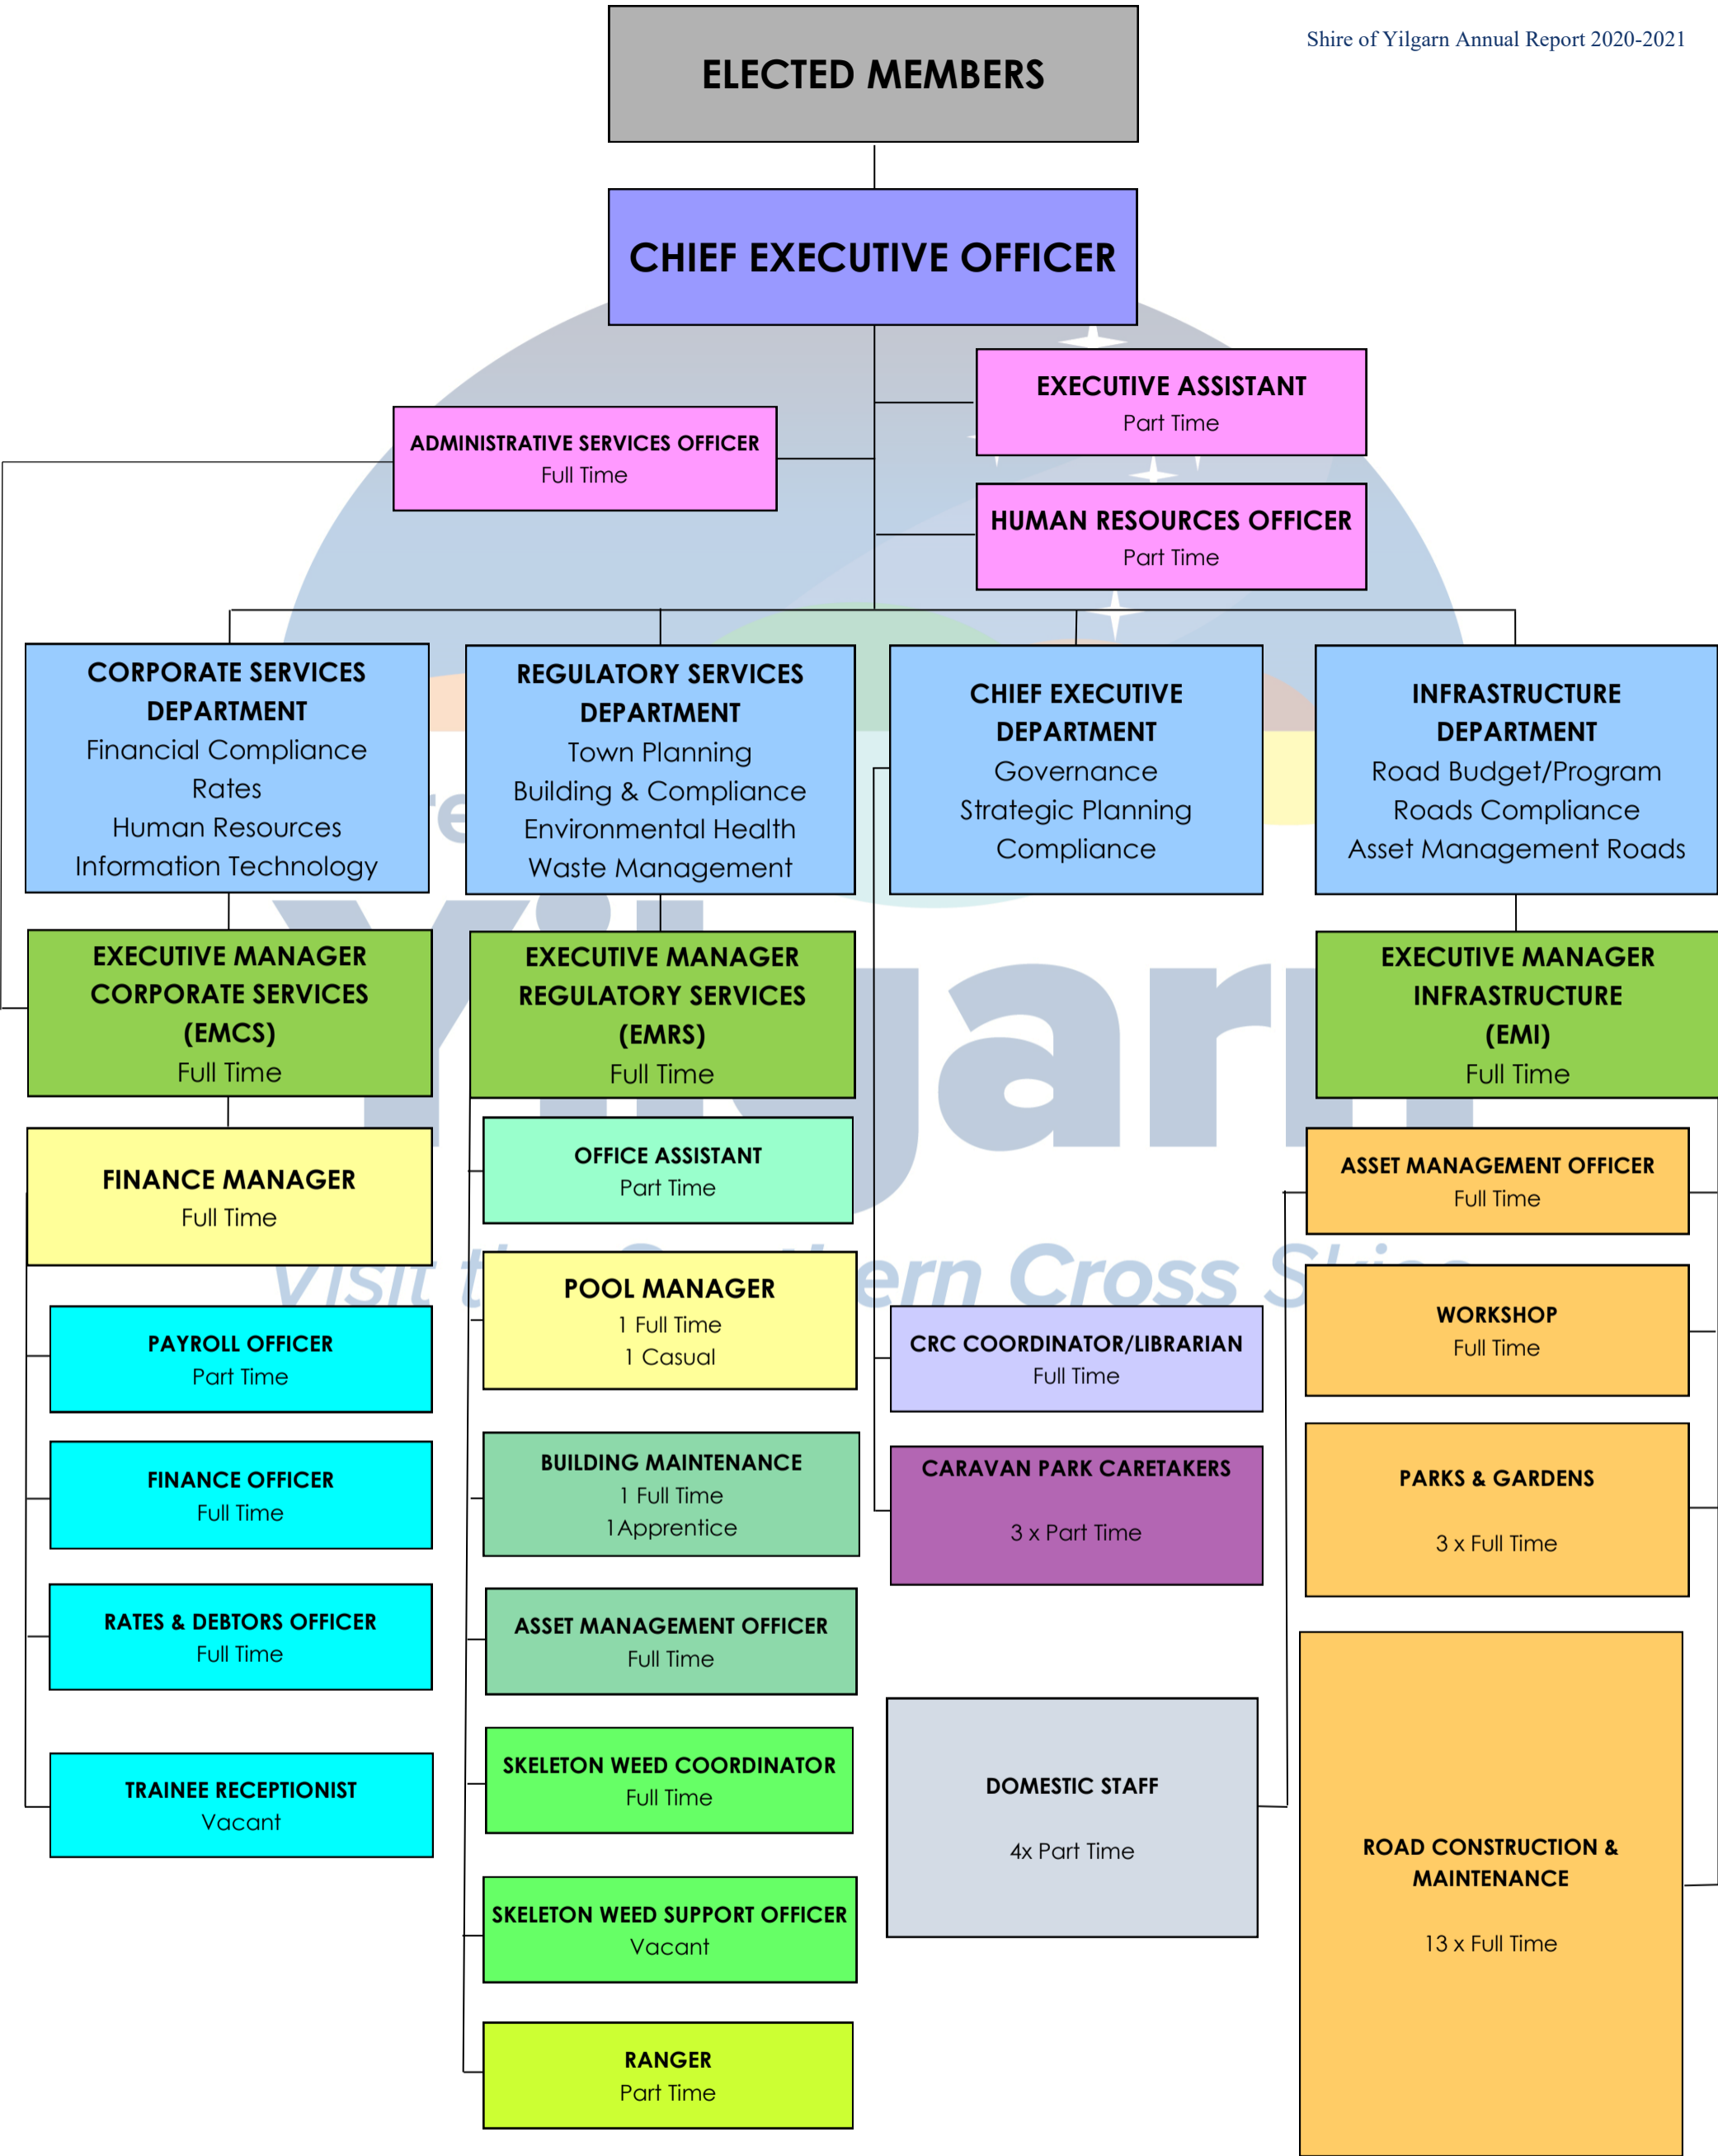 Shire of Yilgarn Annual Report 2020-2021
ELECTED MEMBERS
CHIEF EXECUTIVE OFFICER
EXECUTIVE ASSISTANT
Part Time
ADMINISTRATIVE SERVICES OFFICER
Full Time
HUMAN RESOURCES OFFICER
Part Time
CORPORATE SERVICES
DEPARTMENT
Financial Compliance
Rates
Human Resources
Information Technology
REGULATORY SERVICES
DEPARTMENT
Town Planning
Building & Compliance
Environmental Health
Waste Management
CHIEF EXECUTIVE
DEPARTMENT
Governance
Strategic Planning
Compliance
INFRASTRUCTURE
DEPARTMENT
Road Budget/Program
Roads Compliance
Asset Management Roads
EXECUTIVE MANAGER
CORPORATE SERVICES
(EMCS)
Full Time
EXECUTIVE MANAGER
REGULATORY SERVICES
(EMRS)
Full Time
EXECUTIVE MANAGER
INFRASTRUCTURE
(EMI)
Full Time
FINANCE MANAGER
Full Time
PAYROLL OFFICER
Part Time
FINANCE OFFICER
Full Time
RATES & DEBTORS OFFICER
Full Time
TRAINEE RECEPTIONIST
Vacant
OFFICE ASSISTANT
Part Time
POOL MANAGER
1 Full Time
1 Casual
BUILDING MAINTENANCE
1 Full Time
1Apprentice
ASSET MANAGEMENT OFFICER
Full Time
SKELETON WEED COORDINATOR
Full Time
SKELETON WEED SUPPORT OFFICER
Vacant
RANGER
Part Time
CRC COORDINATOR/LIBRARIAN
Full Time
CARAVAN PARK CARETAKERS
3 x Part Time
DOMESTIC STAFF
4x Part Time
ASSET MANAGEMENT OFFICER
Full Time
WORKSHOP
Full Time
PARKS & GARDENS
3 x Full Time
ROAD CONSTRUCTION &
MAINTENANCE
13 x Full Time
Yilgarn
Visit Cross